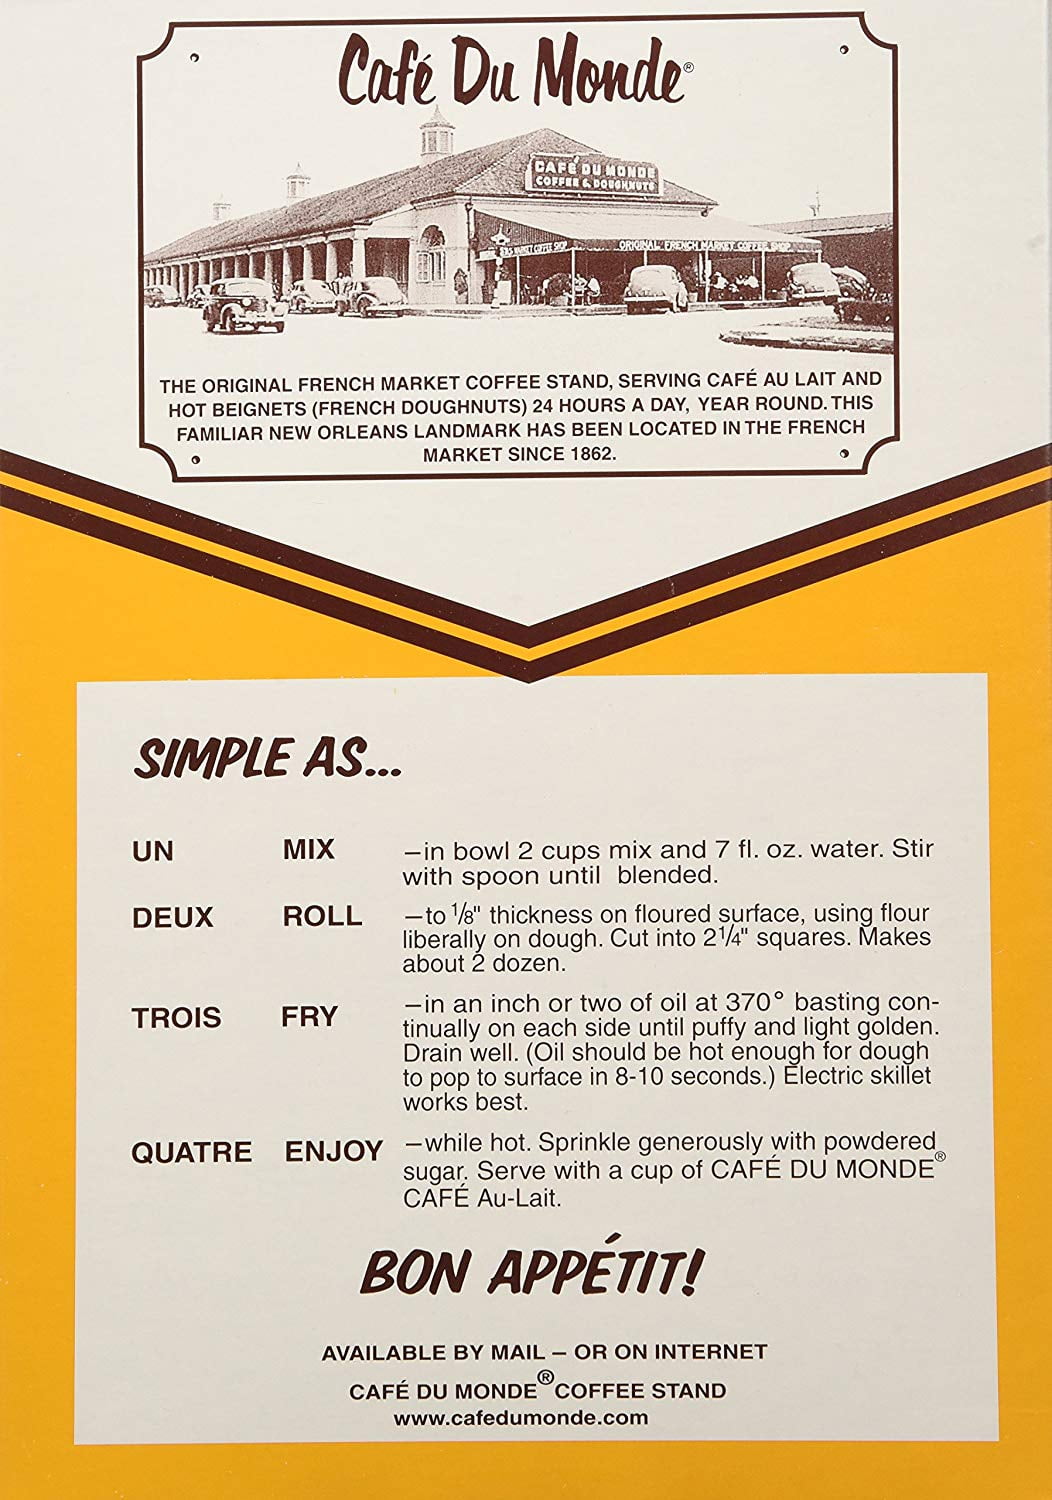 Café Du Monde®
CAFÉ DU MONDE
COFFEE & DOUGHNUTS
MARKET COFFEE SHOP
ORIGINAL FRENCH MARKET COFFEE SHOP
THE ORIGINAL FRENCH MARKET COFFEE STAND, SERVING CAFÉ AU LAIT AND
HOT BEIGNETS (FRENCH DOUGHNUTS) 24 HOURS A DAY, YEAR ROUND. THIS
FAMILIAR NEW ORLEANS LANDMARK HAS BEEN LOCATED IN THE FRENCH
MARKET SINCE 1862.
SIMPLE AS...
UN MIX —in bowl 2 cups mix and 7 fl. oz. water. Stir
with spoon until blended.
DEUX ROLL —to 1/8" thickness on floured surface, using flour
liberally on dough. Cut into 2 1/4" squares. Makes
about 2 dozen.
TROIS FRY —in an inch or two of oil at 370° basting con-
tinually on each side until puffy and light golden.
Drain well. (Oil should be hot enough for dough
to pop to surface in 8-10 seconds.) Electric skillet
works best.
QUATRE ENJOY —while hot. Sprinkle generously with powdered
sugar. Serve with a cup of CAFÉ DU MONDE®
CAFÉ Au-Lait.
BON APPÉTIT!
AVAILABLE BY MAIL – OR ON INTERNET
CAFÉ DU MONDE® COFFEE STAND
www.cafedumonde.com